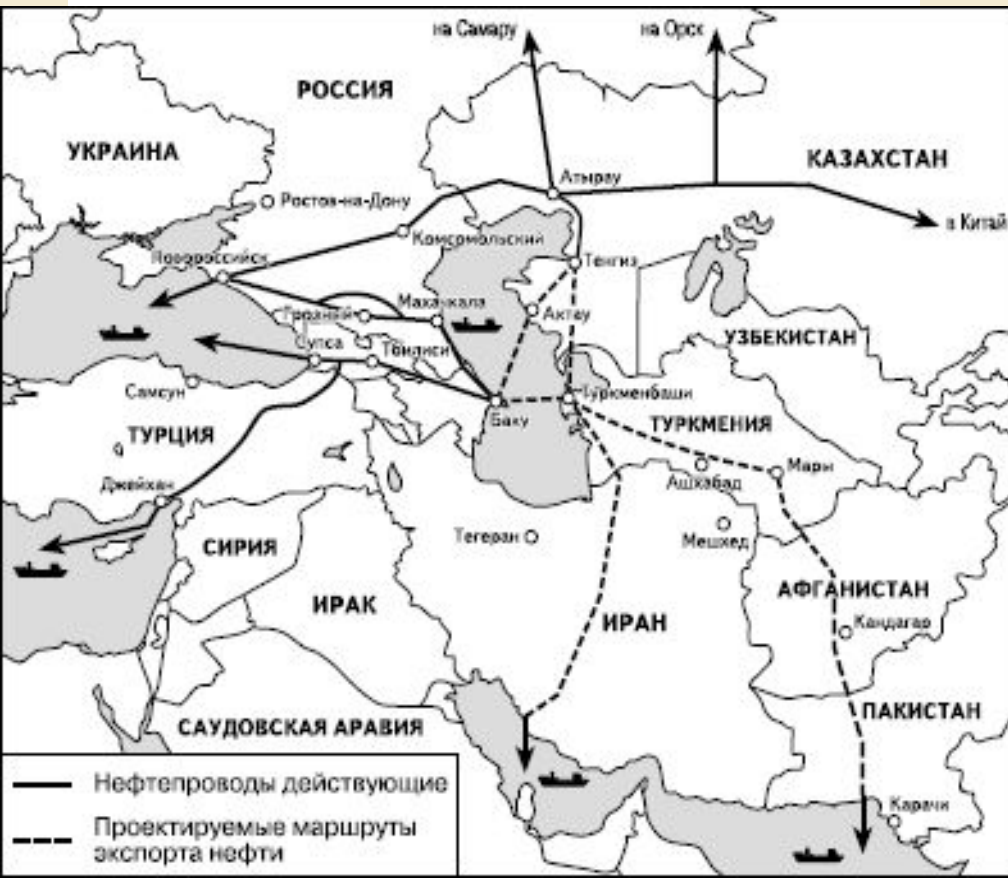 на Самару
на Орск
РОССИЯ
УКРАИНА
КАЗАХСТАН
Атырау
Ростов-на-Дону
в Китай
Комсомольский
Новороссийск
Тенгиз
Махачкала
Грозный
Актау
УЗБЕКИСТАН
Супса
Тбилиси
Самсун
Туркменбаши
Баку
ТУРКМЕНИЯ
ТУРЦИЯ
Мары
Ашхабад
Джейхан
Тегеран
Мешхед
СИРИЯ
АФГАНИСТАН
ИРАК
ИРАН
Кандагар
ПАКИСТАН
САУДОВСКАЯ АРАВИЯ
Нефтепроводы действующие
Проектируемые маршруты
экспорта нефти
Карачи